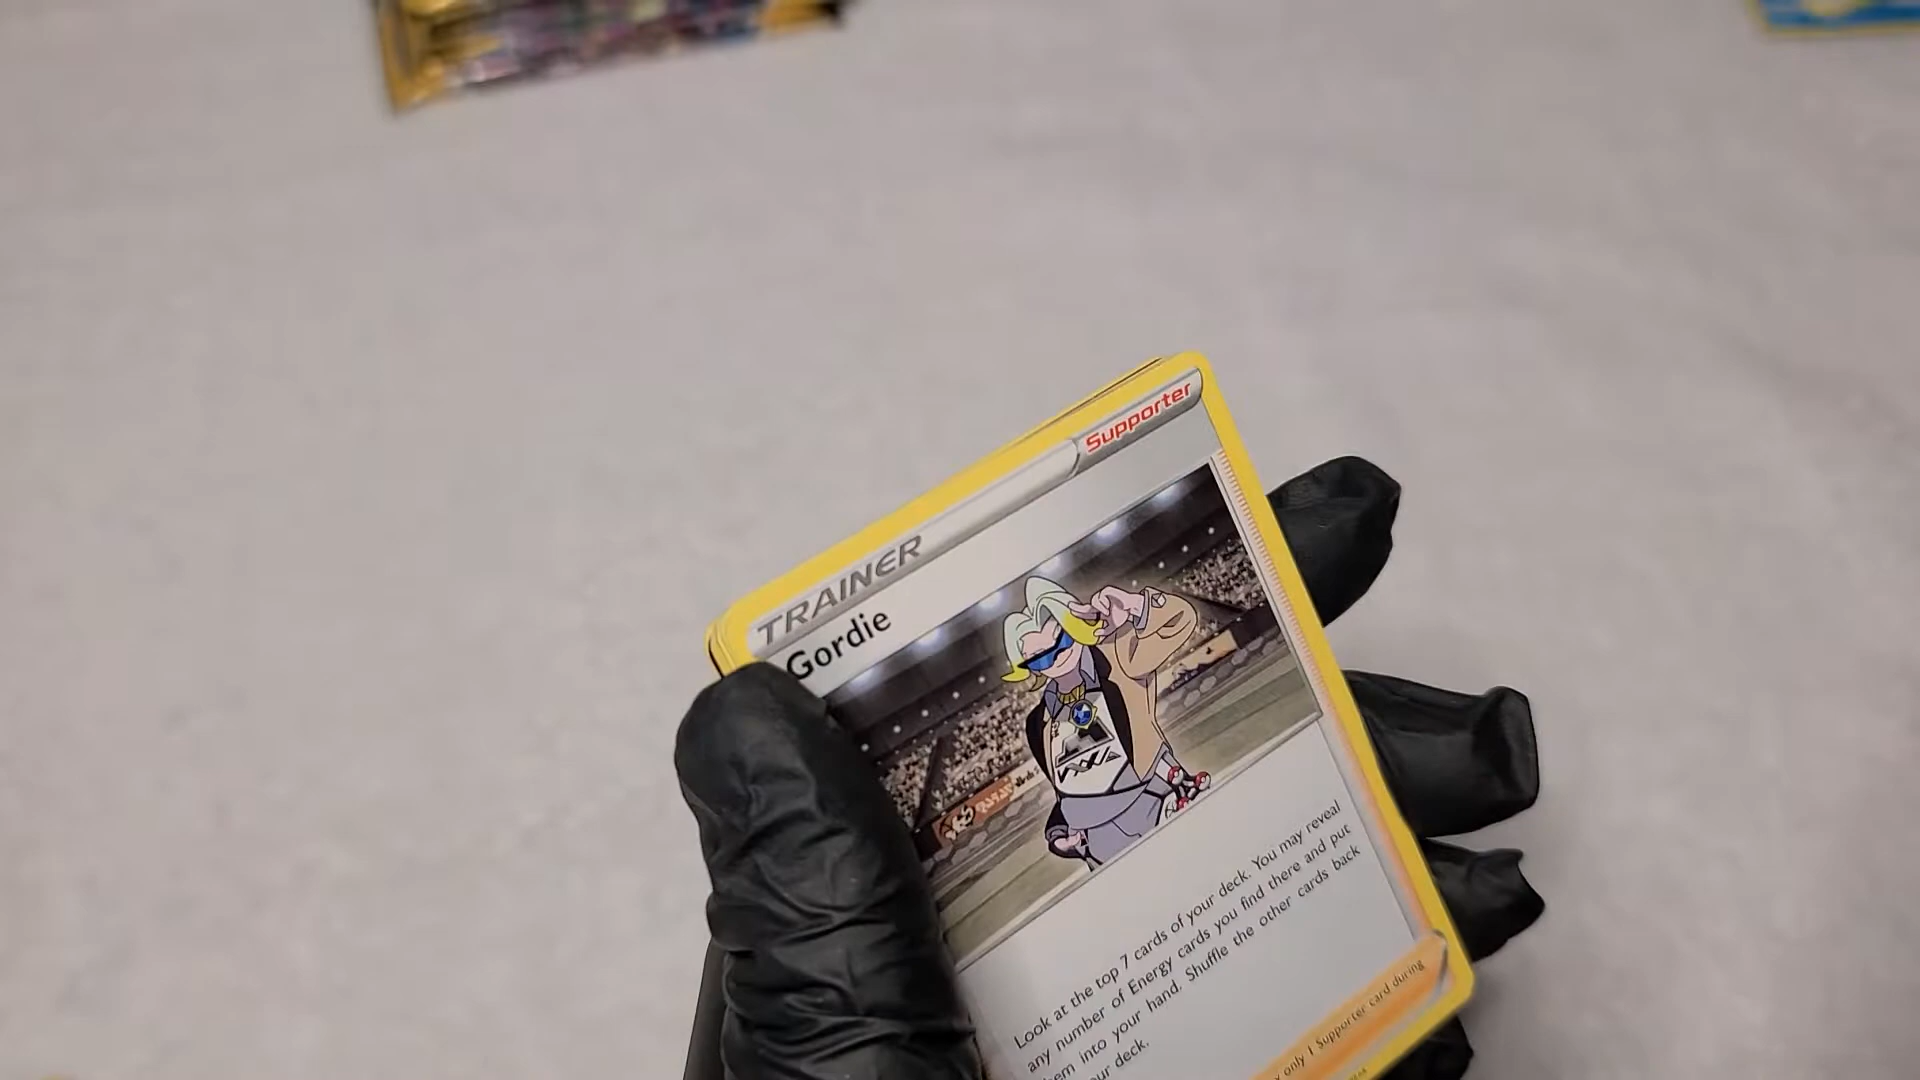 Supporter
TRAINER
Gordie
Look at the top 7 cards of your deck. You may reveal
any number of Energy cards you find there and put
into your hand. Shuffle the other cards back
deck.
only 1 Supporter card during